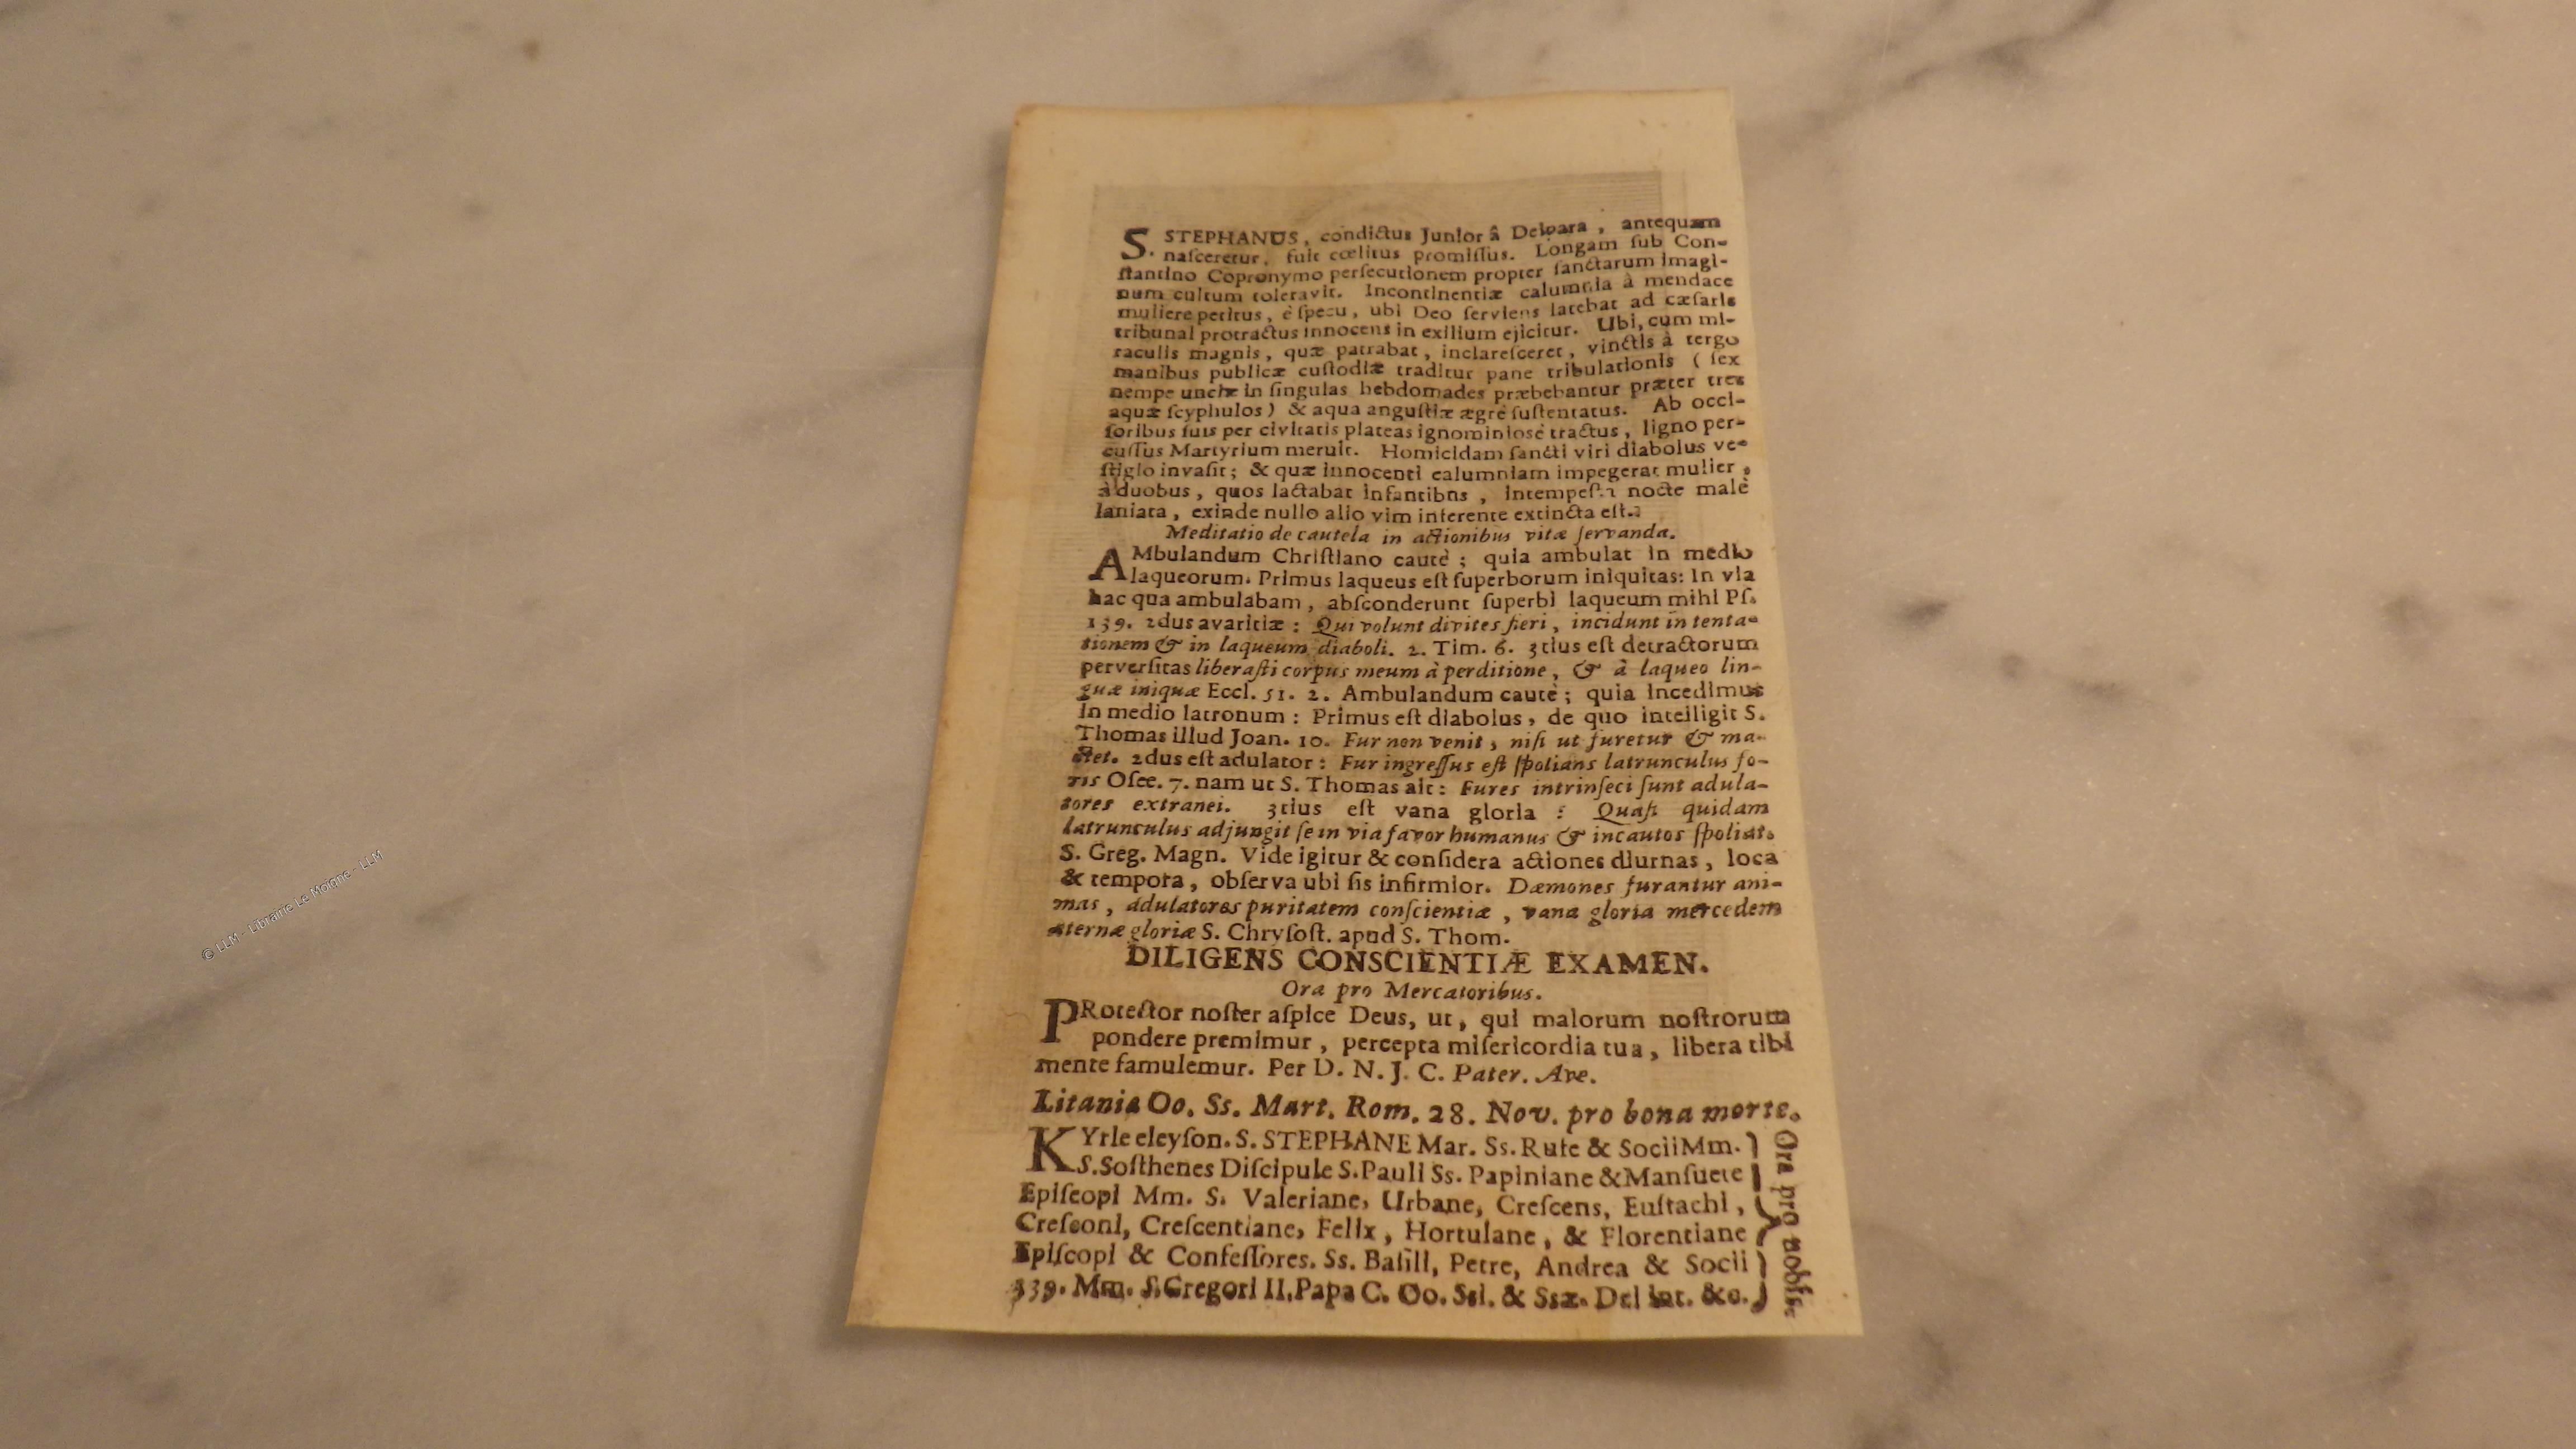 S. STEPHANUS, condictus Junior â Deipara, antequam
naſceretur, fuit cœlitus promiſſus. Longam ſub Con-
ſtantino Copronymo perſecutionem propter ſanctarum imagi-
num cultum toleravit. Incontinentiæ calumnia à mendace
muliere petitus, è ſpecu, ubi Deo ſerviens latebat ad cæſaris
tribunal protractus innocens in exilium ejicitur. Ubi, cum mi-
raculis magnis, quæ patrabat, inclareſceret, vinctis à tergo
manibus publicæ cuſtodiæ traditur pane tribulationis (ſex
nempe unciæ in ſingulas hebdomades præbebantur præter tres
aquæ ſcyphulos) & aqua anguſtiæ ægrè ſuſtentatus. Ab occi-
ſoribus ſuis per civitatis plateas ignominiosè tractus, ligno per-
cuſſus Martyrium meruit. Homicidam ſancti viri diabolus ve-
ſtigio invaſit; & quæ innocenti calumniam impegerat mulier,
à duobus, quos lactabat infantibus, intempeſta nocte malè
laniata, exinde nullo alio vim inferente extincta eſt.
Meditatio de cautela in actionibus vitæ ſervanda.
AMbulandum Chriſtiano cautè; quia ambulat in medio
laqueorum. Primus laqueus eſt ſuperborum iniquitas: In via
hac qua ambulabam, abſconderunt ſuperbi laqueum mihi Pſ.
139. 2dus avaritiæ: Qui volunt divites fieri, incidunt in tenta-
tionem & in laqueum diaboli. 2. Tim. 6. 3tius eſt detractorum
perverſitas liberaſti corpus meum à perditione, & à laqueo lin-
guæ iniquæ Eccl. 51. 2. Ambulandum cautè; quia incedimus
in medio latronum: Primus eſt diabolus, de quo intelligit S.
Thomas illud Joan. 10. Fur non venit, niſi ut furetur & ma-
ctet. 2dus eſt adulator: Fur ingreſſus eſt ſpolians latrunculus fo-
ris Oſee. 7. nam ut S. Thomas ait: Fures intrinſeci ſunt adula-
tores extranei. 3tius eſt vana gloria: Quaſi quidam
latrunculus adjungit ſe in via favor humanus & incautos ſpoliat.
S. Greg. Magn. Vide igitur & conſidera actiones diurnas, loca
& tempora, obſerva ubi ſis infirmior. Dæmones furantur ani-
mas, adulatores puritatem conſcientiæ, vana gloria mercedem
æternæ gloriæ S. Chryſoſt. apud S. Thom.
DILIGENS CONSCIENTIÆ EXAMEN.
Ora pro Mercatoribus.
PRotector noſter aſpice Deus, ut, qui malorum noſtrorum
pondere premimur, percepta miſericordia tua, libera tibi
mente famulemur. Per D. N. J. C. Pater. Ave.
Litania Oo. Ss. Mart. Rom. 28. Nov. pro bona morte.
KYrie eleyſon. S. STEPHANE Mar. Ss. Rufe & Socii Mm.
S. Soſthenes Diſcipule S. Pauli Ss. Papiniane & Manſuete
Epiſcopi Mm. S. Valeriane, Urbane, Creſcens, Euſtachi,
Creſconi, Creſcentiane, Felix, Hortulane, & Florentiane
Epiſcopi & Confeſſores. Ss. Baſili, Petre, Andrea & Socii
339. Mm. S. Gregori II. Papa C. Oo. Sti. & Stæ. Dei Int. &c.
Ora pro nobis.
© LLM - Librairie Le Moigne - LLM